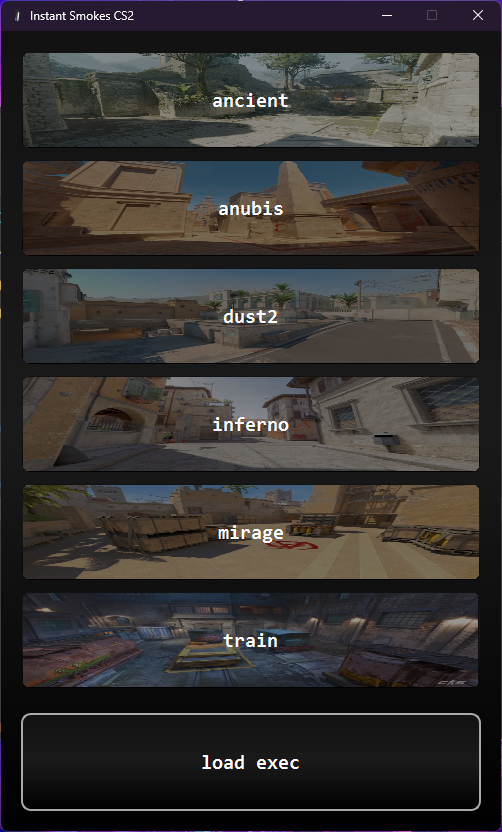 Instant Smokes CS2
ancient
anubis
dust2
inferno
mirage
train
load exec